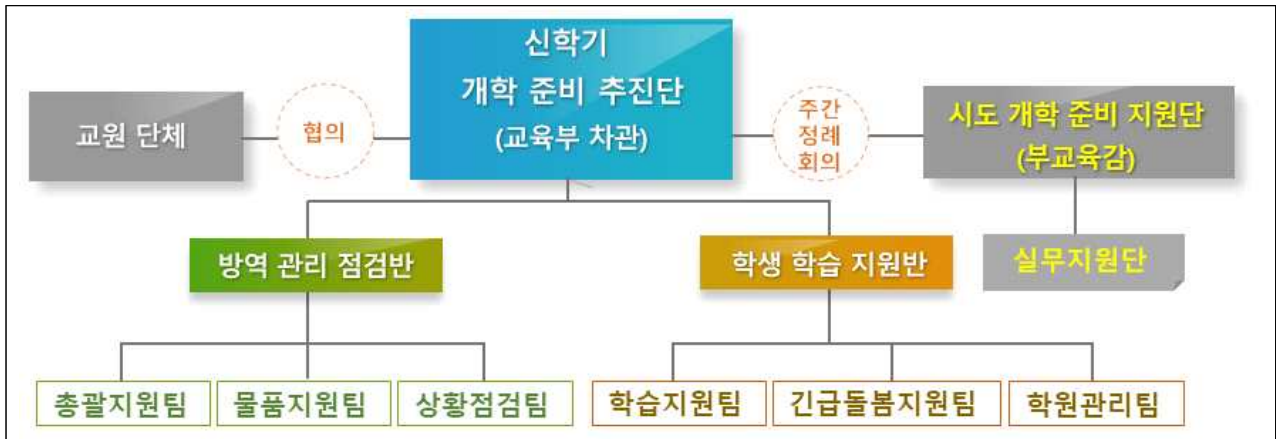 신학기
개학 준비 추진단
(교육부 차관)
교원 단체
협의
주간
정례
회의
시도 개학 준비 지원단
(부교육감)
방역 관리 점검반
학생 학습 지원반
실무지원단
총괄지원팀
물품지원팀
상황점검팀
학습지원팀
긴급돌봄지원팀
학원관리팀